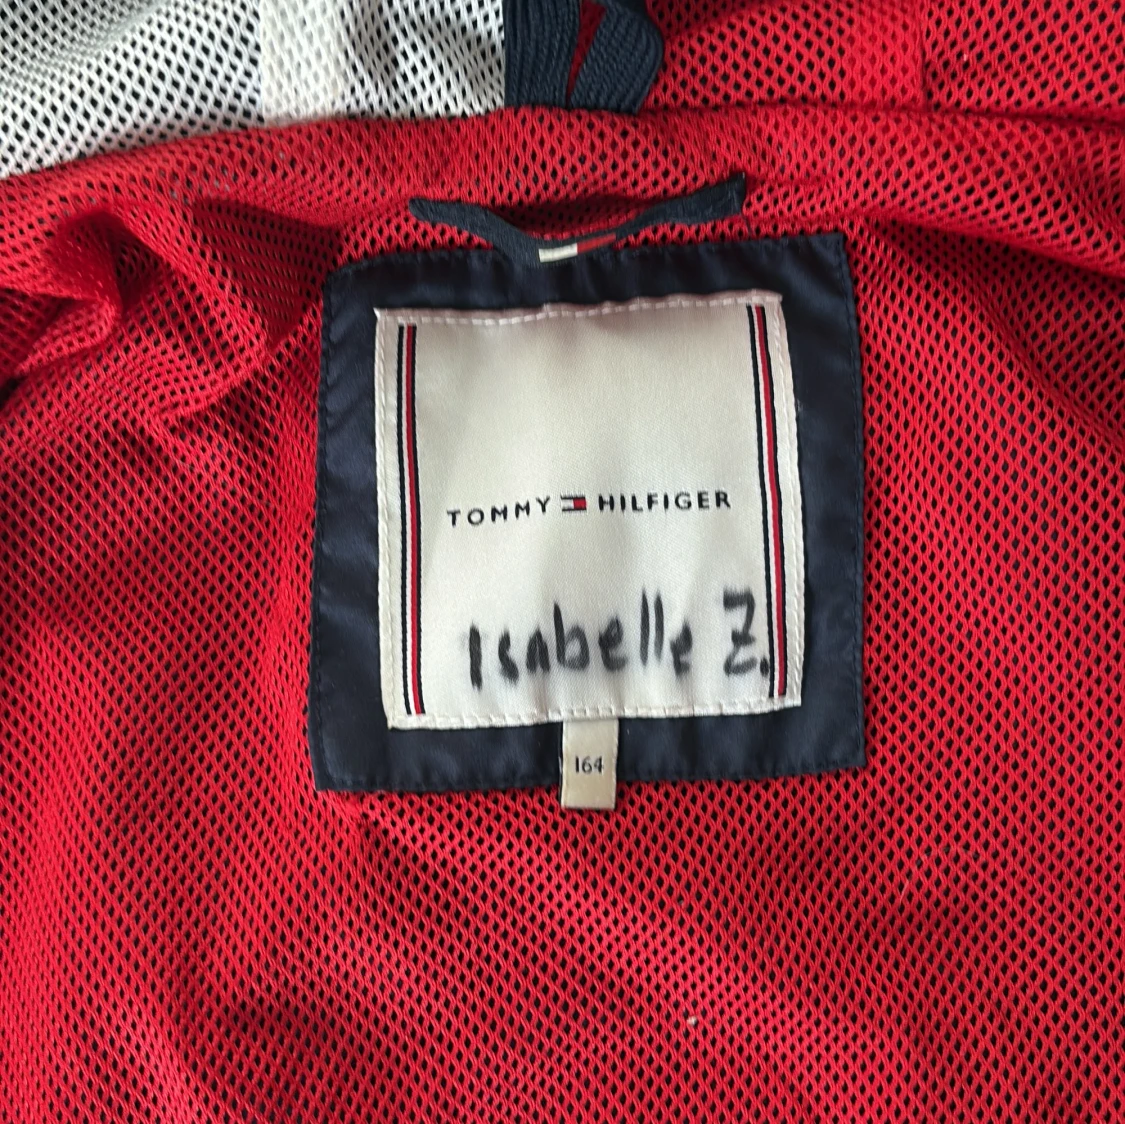 TOMMY HILFIGER
Isabelle Z.
164